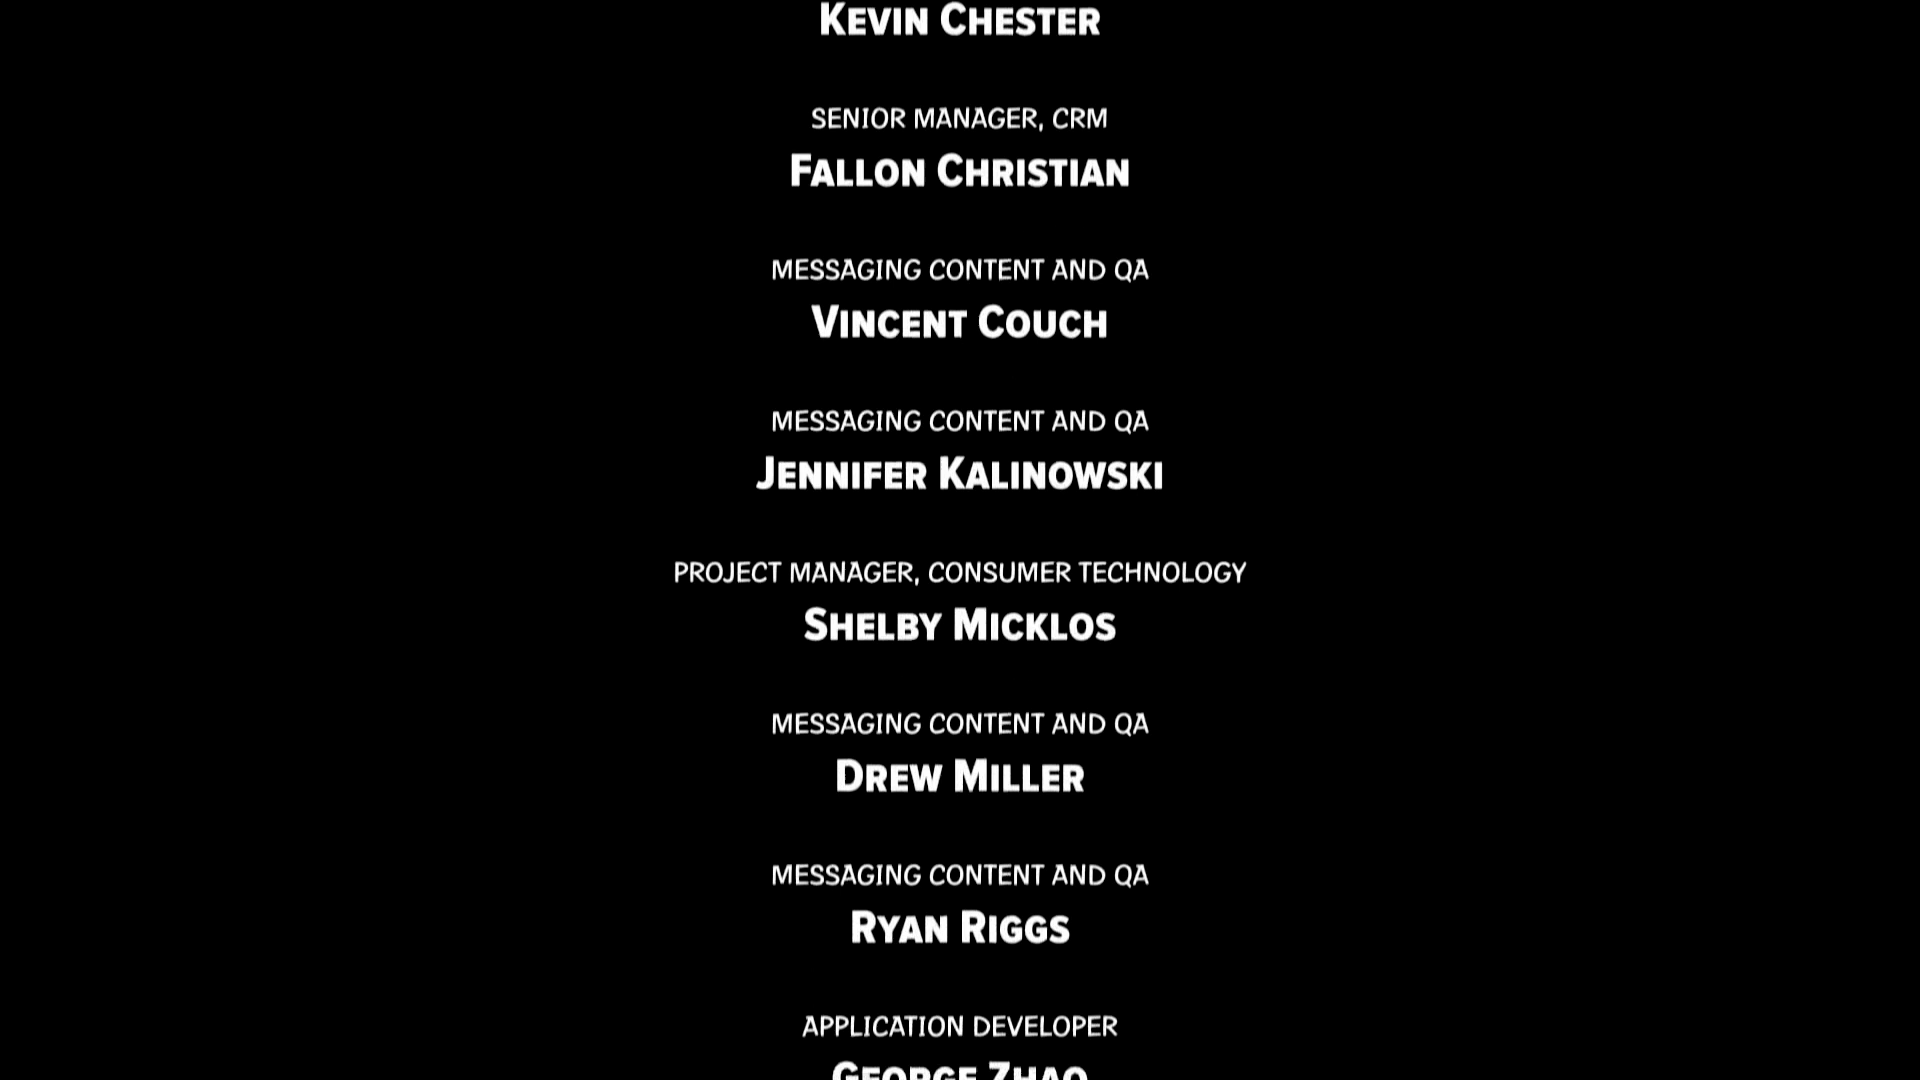 KEVIN CHESTER
SENIOR MANAGER, CRM
FALLON CHRISTIAN
MESSAGING CONTENT AND QA
VINCENT COUCH
MESSAGING CONTENT AND QA
JENNIFER KALINOWSKI
PROJECT MANAGER, CONSUMER TECHNOLOGY
SHELBY MICKLOS
MESSAGING CONTENT AND QA
DREW MILLER
MESSAGING CONTENT AND QA
RYAN RIGGS
APPLICATION DEVELOPER
GEORGE ZHAO